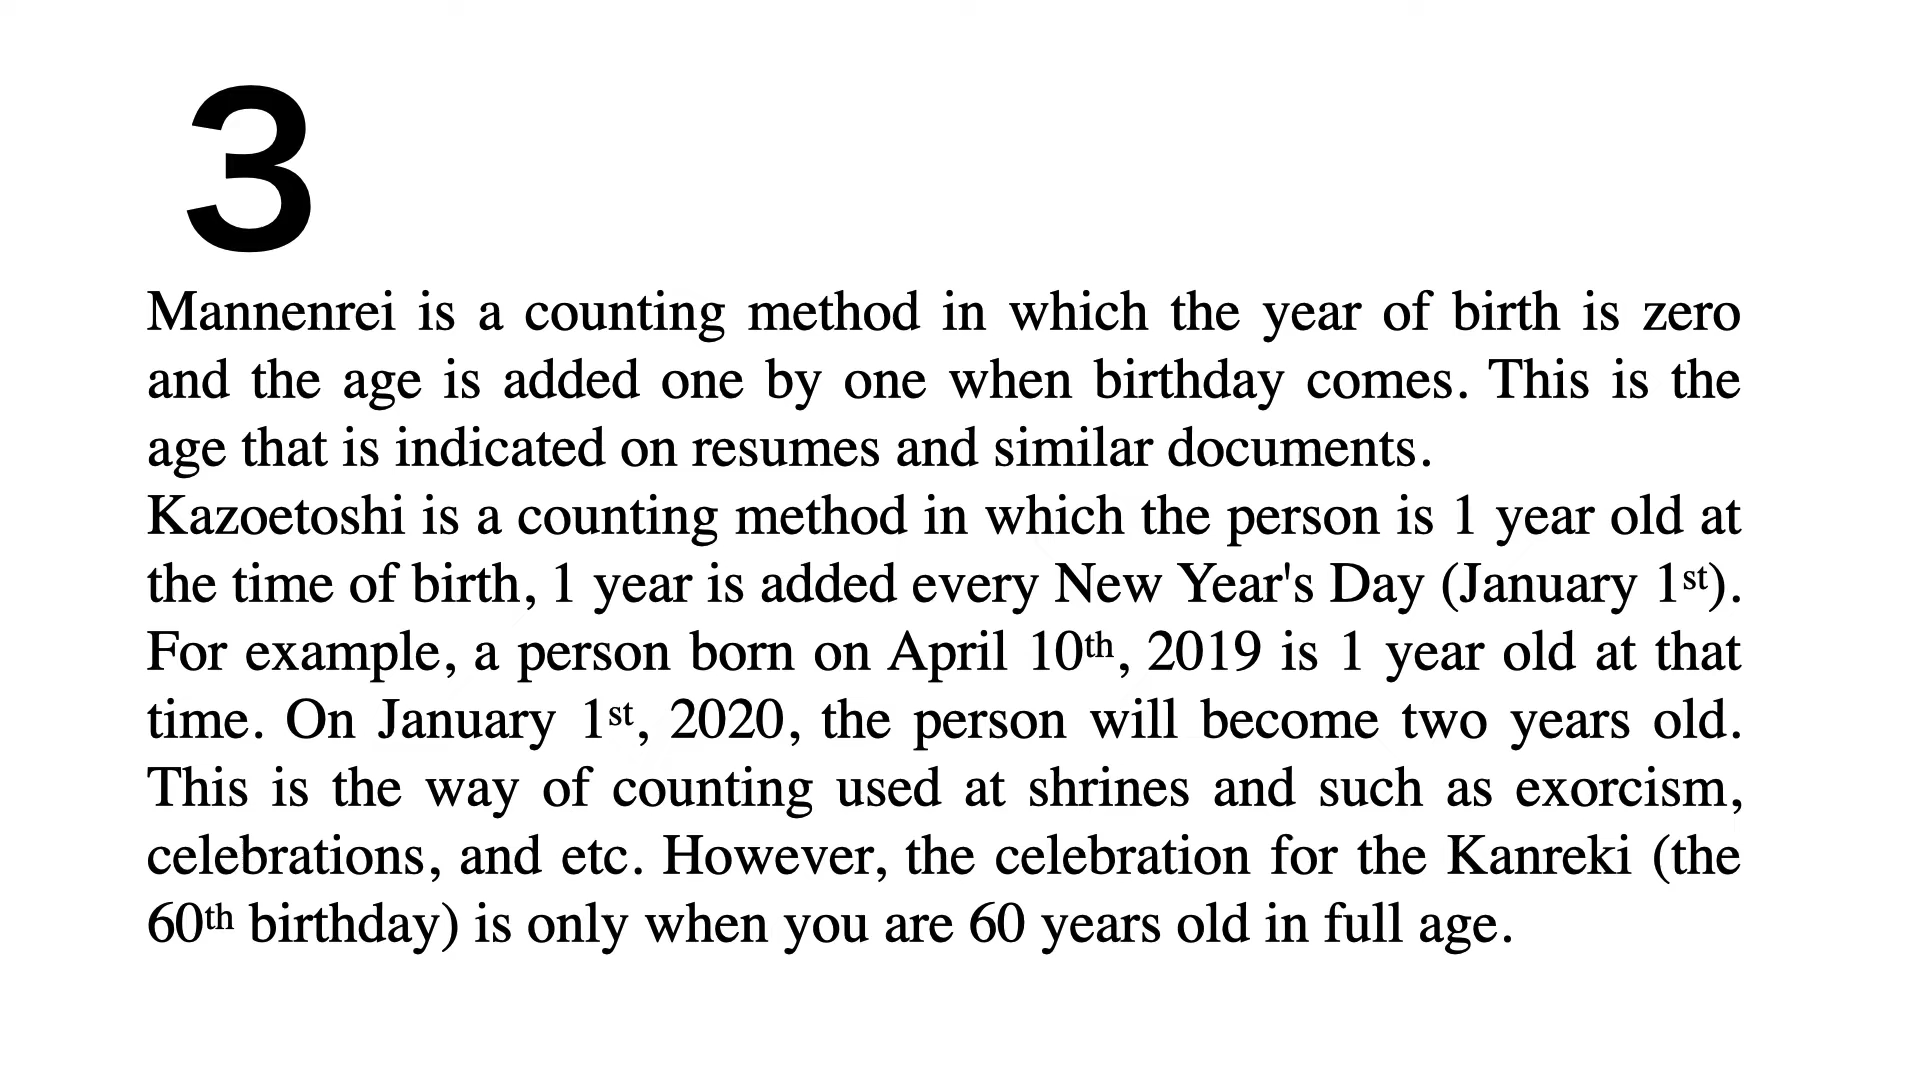 3
Mannenrei is a counting method in which the year of birth is zero
and the age is added one by one when birthday comes. This is the
age that is indicated on resumes and similar documents.
Kazoetoshi is a counting method in which the person is 1 year old at
the time of birth, 1 year is added every New Year's Day (January 1st).
For example, a person born on April 10th, 2019 is 1 year old at that
time. On January 1st, 2020, the person will become two years old.
This is the way of counting used at shrines and such as exorcism,
celebrations, and etc. However, the celebration for the Kanreki (the
60th birthday) is only when you are 60 years old in full age.